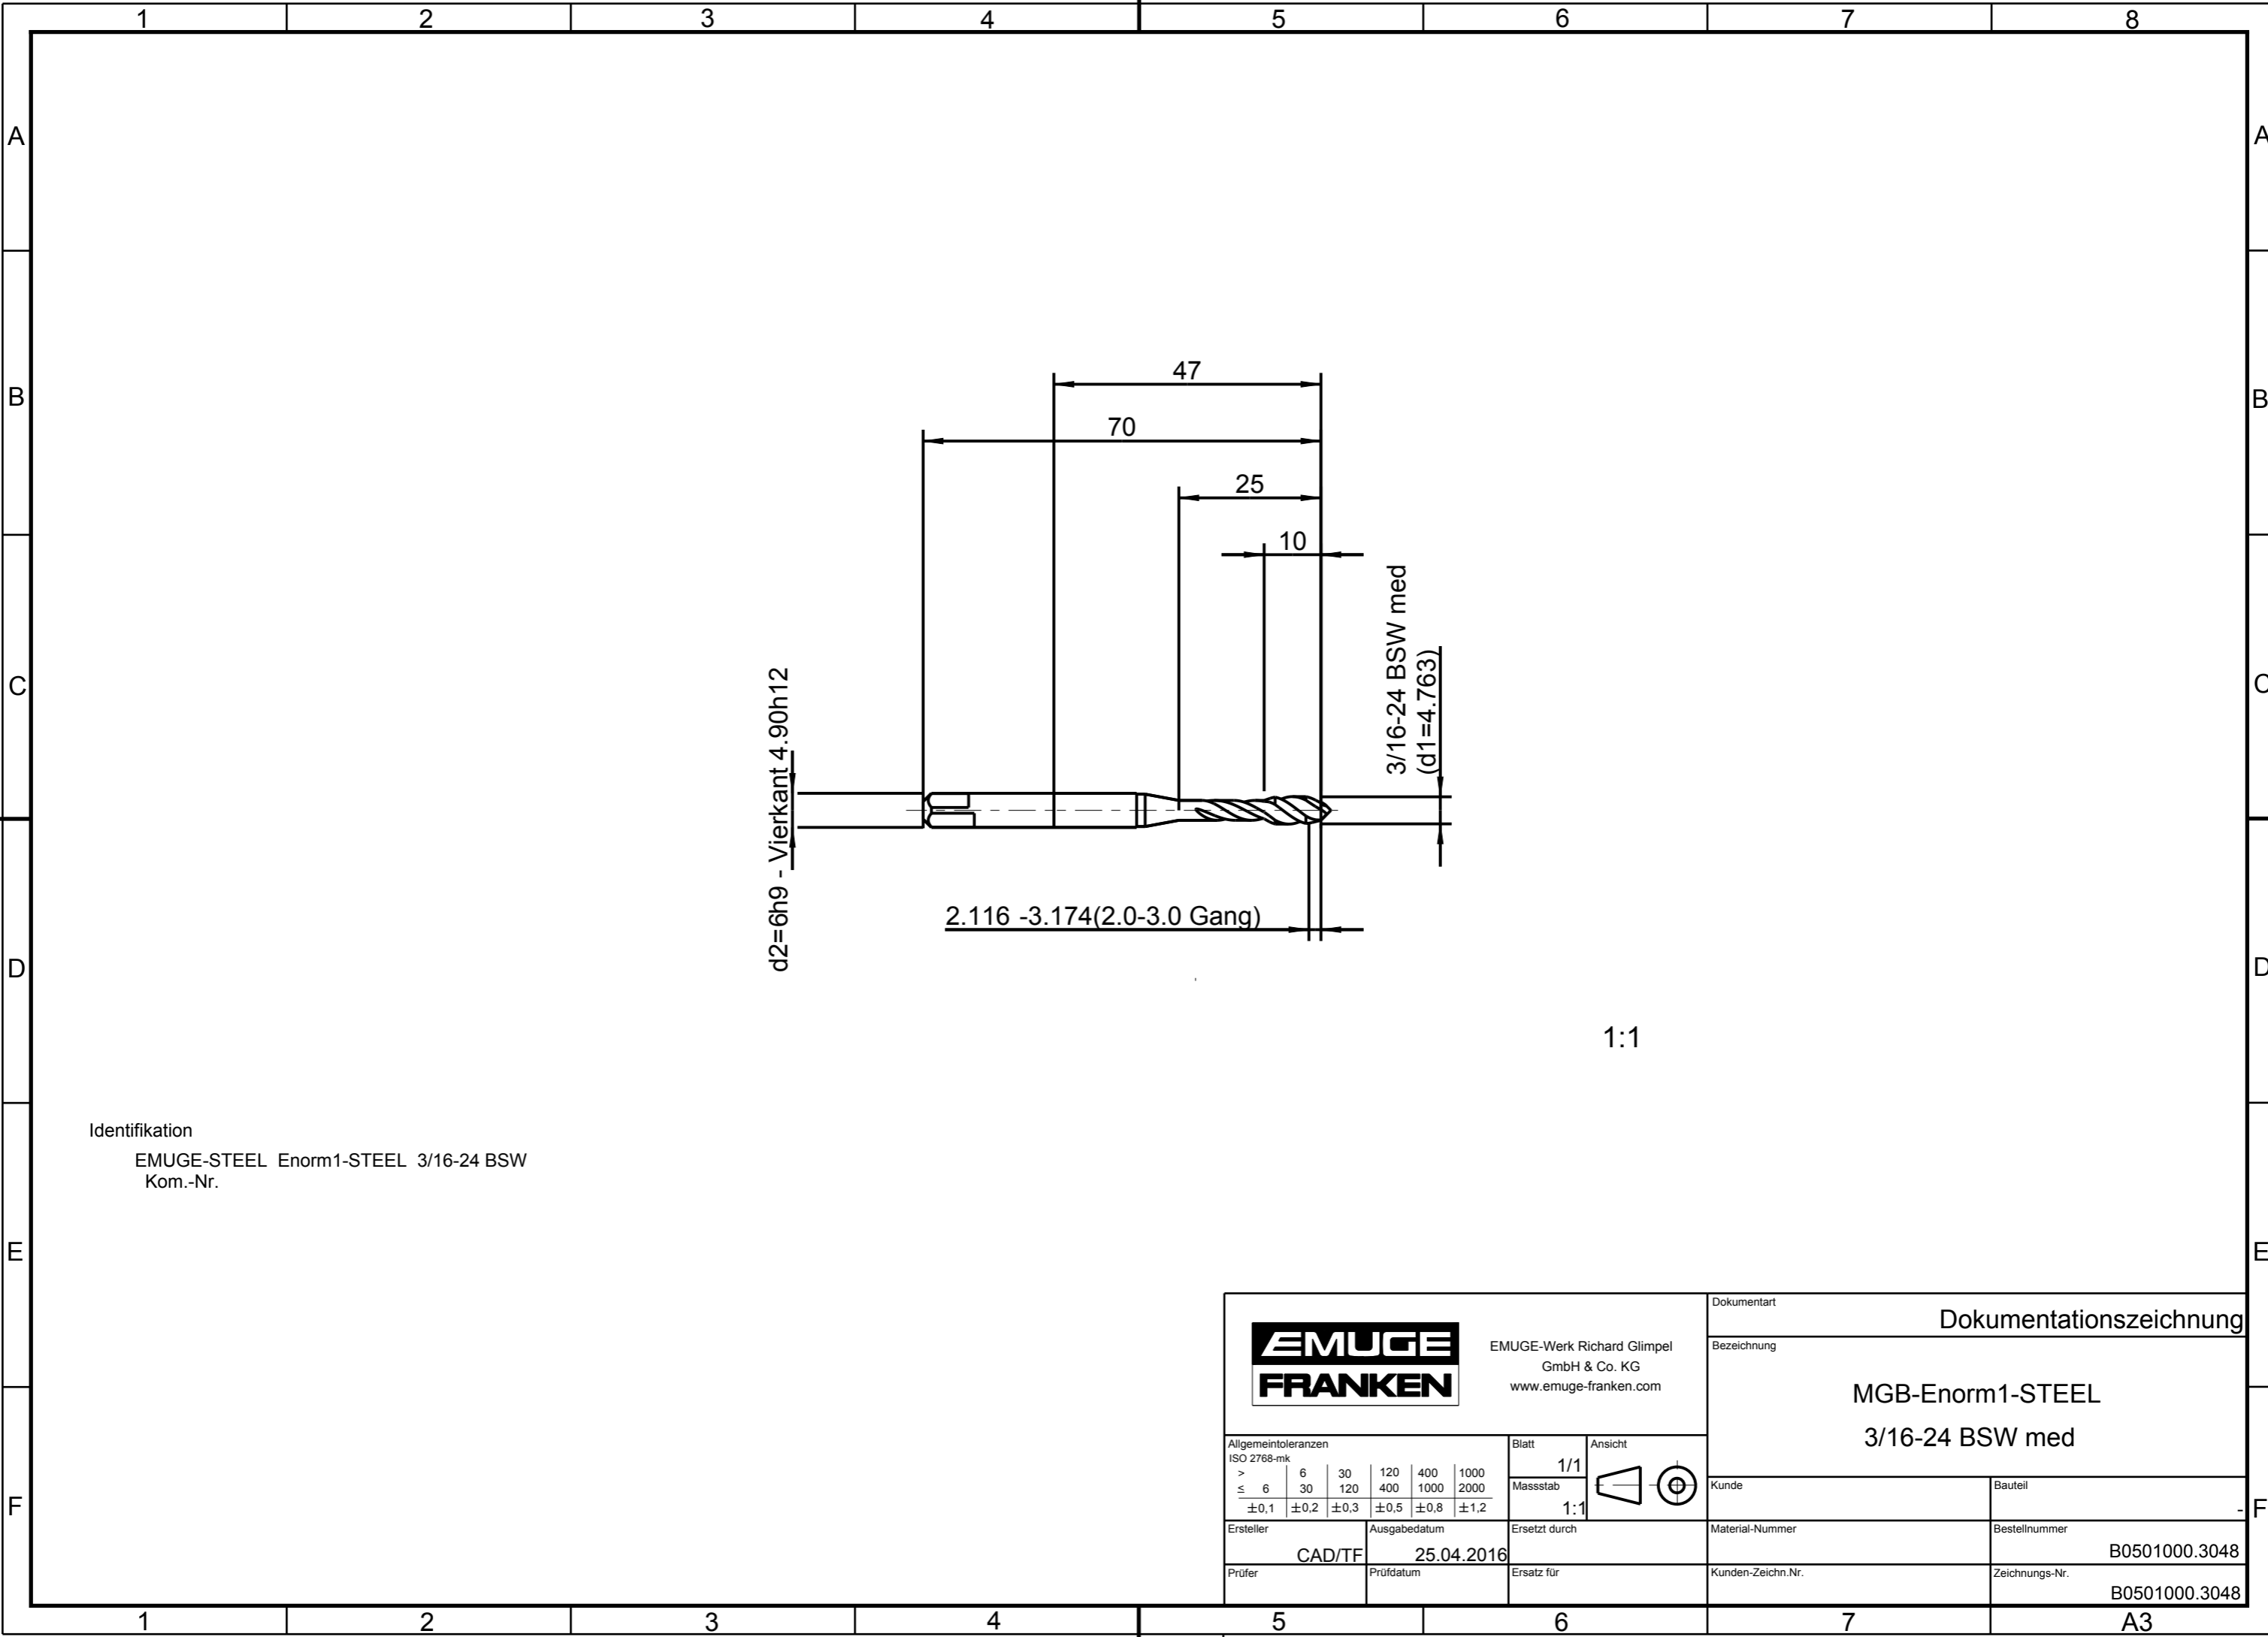 1 2 3 4 5 6 7 8
A A
B B
C C
D D
E E
F F
47
70
25
10
3/16-24 BSW med
(d1=4.763)
d2=6h9 - Vierkant 4.90h12
2.116 -3.174(2.0-3.0 Gang)
1:1
Identifikation
EMUGE-STEEL Enorm1-STEEL 3/16-24 BSW
Kom.-Nr.
EMUGE
FRANKEN
EMUGE-Werk Richard Glimpel
GmbH & Co. KG
www.emuge-franken.com
Dokumentart
Dokumentationszeichnung
Bezeichnung
MGB-Enorm1-STEEL
3/16-24 BSW med
Allgemeintoleranzen
ISO 2768-mk
> 6 30 120 400 1000
≤ 6 30 120 400 1000 2000
±0,1 ±0,2 ±0,3 ±0,5 ±0,8 ±1,2
Blatt
1/1
Ansicht
Massstab
1:1
Kunde
Bauteil
-
Ersteller
CAD/TF
Ausgabedatum
25.04.2016
Ersetzt durch
Material-Nummer
Bestellnummer
B0501000.3048
Prüfer
Prüfdatum
Ersatz für
Kunden-Zeichn.Nr.
Zeichnungs-Nr.
B0501000.3048
1 2 3 4 5 6 7 A3